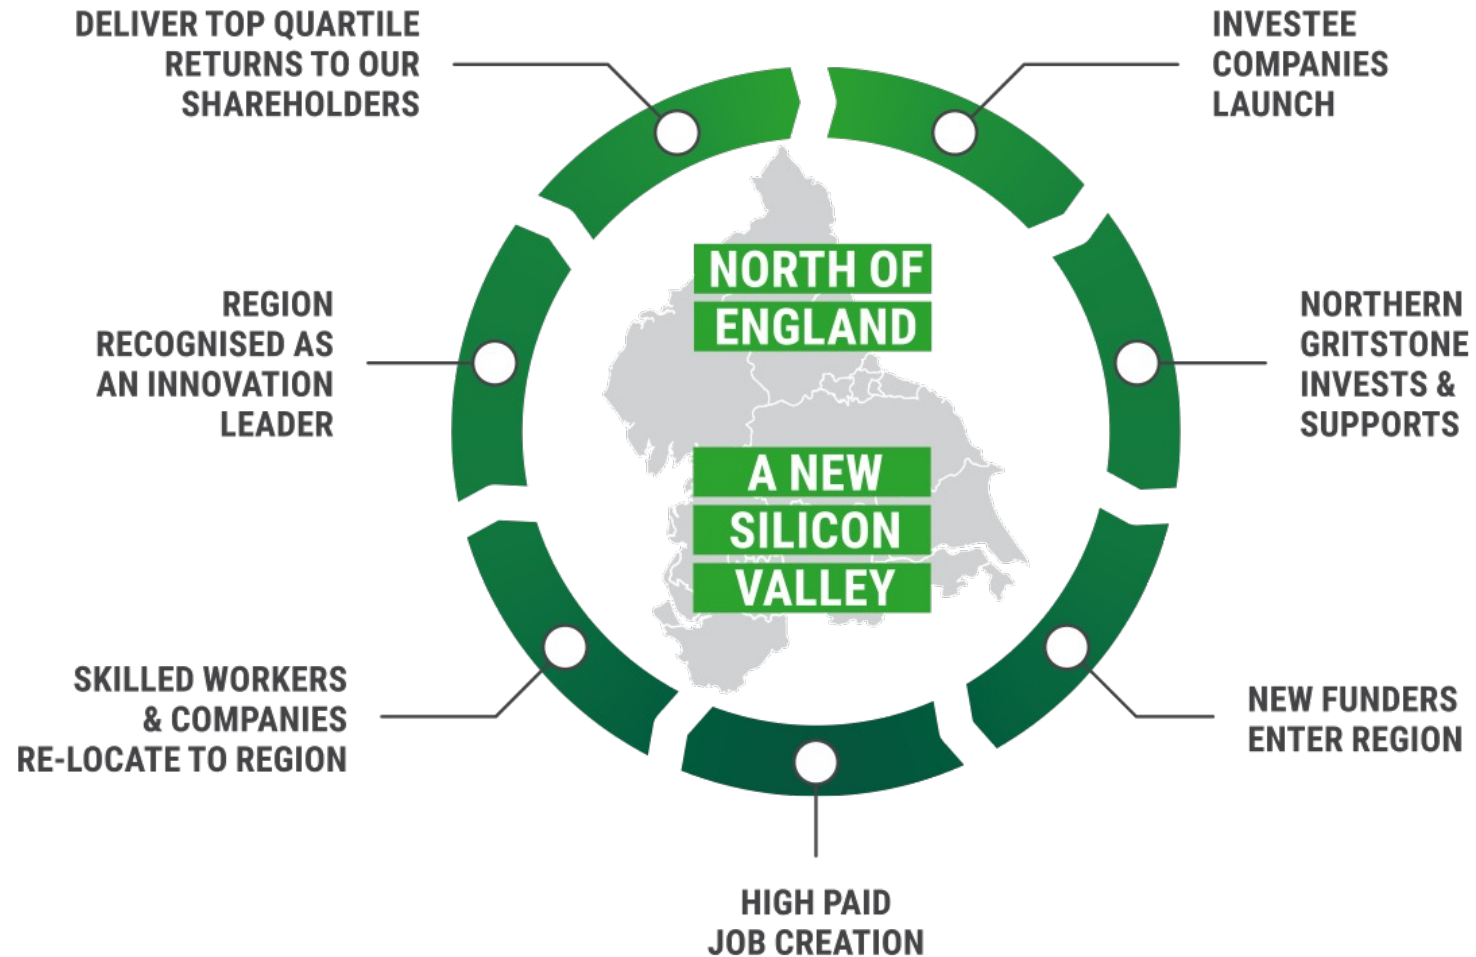 DELIVER TOP QUARTILE
RETURNS TO OUR
SHAREHOLDERS
INVESTEE
COMPANIES
LAUNCH
NORTH OF
ENGLAND
REGION
RECOGNISED AS
AN INNOVATION
LEADER
NORTHERN
GRITSTONE
INVESTS &
SUPPORTS
A NEW
SILICON
VALLEY
SKILLED WORKERS
& COMPANIES
RE-LOCATE TO REGION
NEW FUNDERS
ENTER REGION
HIGH PAID
JOB CREATION